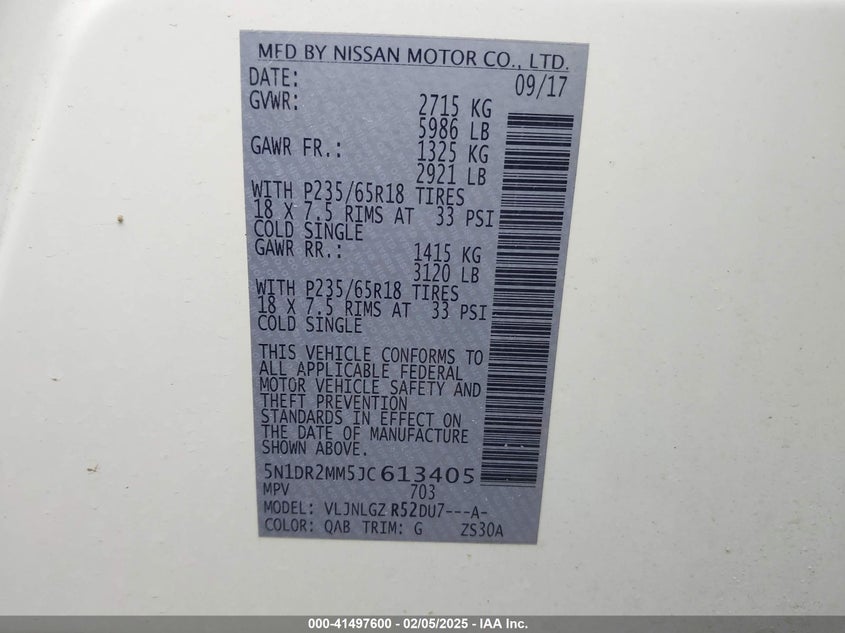 MFD BY NISSAN MOTOR CO., LTD.
DATE: 09/17
GVWR: 2715 KG
5986 LB
GAWR FR.: 1325 KG
2921 LB
WITH P235/65R18 TIRES
18 X 7.5 RIMS AT 33 PSI
COLD SINGLE
GAWR RR.: 1415 KG
3120 LB
WITH P235/65R18 TIRES
18 X 7.5 RIMS AT 33 PSI
COLD SINGLE
THIS VEHICLE CONFORMS TO
ALL APPLICABLE FEDERAL
MOTOR VEHICLE SAFETY AND
THEFT PREVENTION
STANDARDS IN EFFECT ON
THE DATE OF MANUFACTURE
SHOWN ABOVE.
5N1DR2MM5JC613405
MPV 703
MODEL: VLJNLGZ R52DU7---A-
COLOR: QAB TRIM: G ZS30A
000-41497600 - 02/05/2025 - IAA Inc.